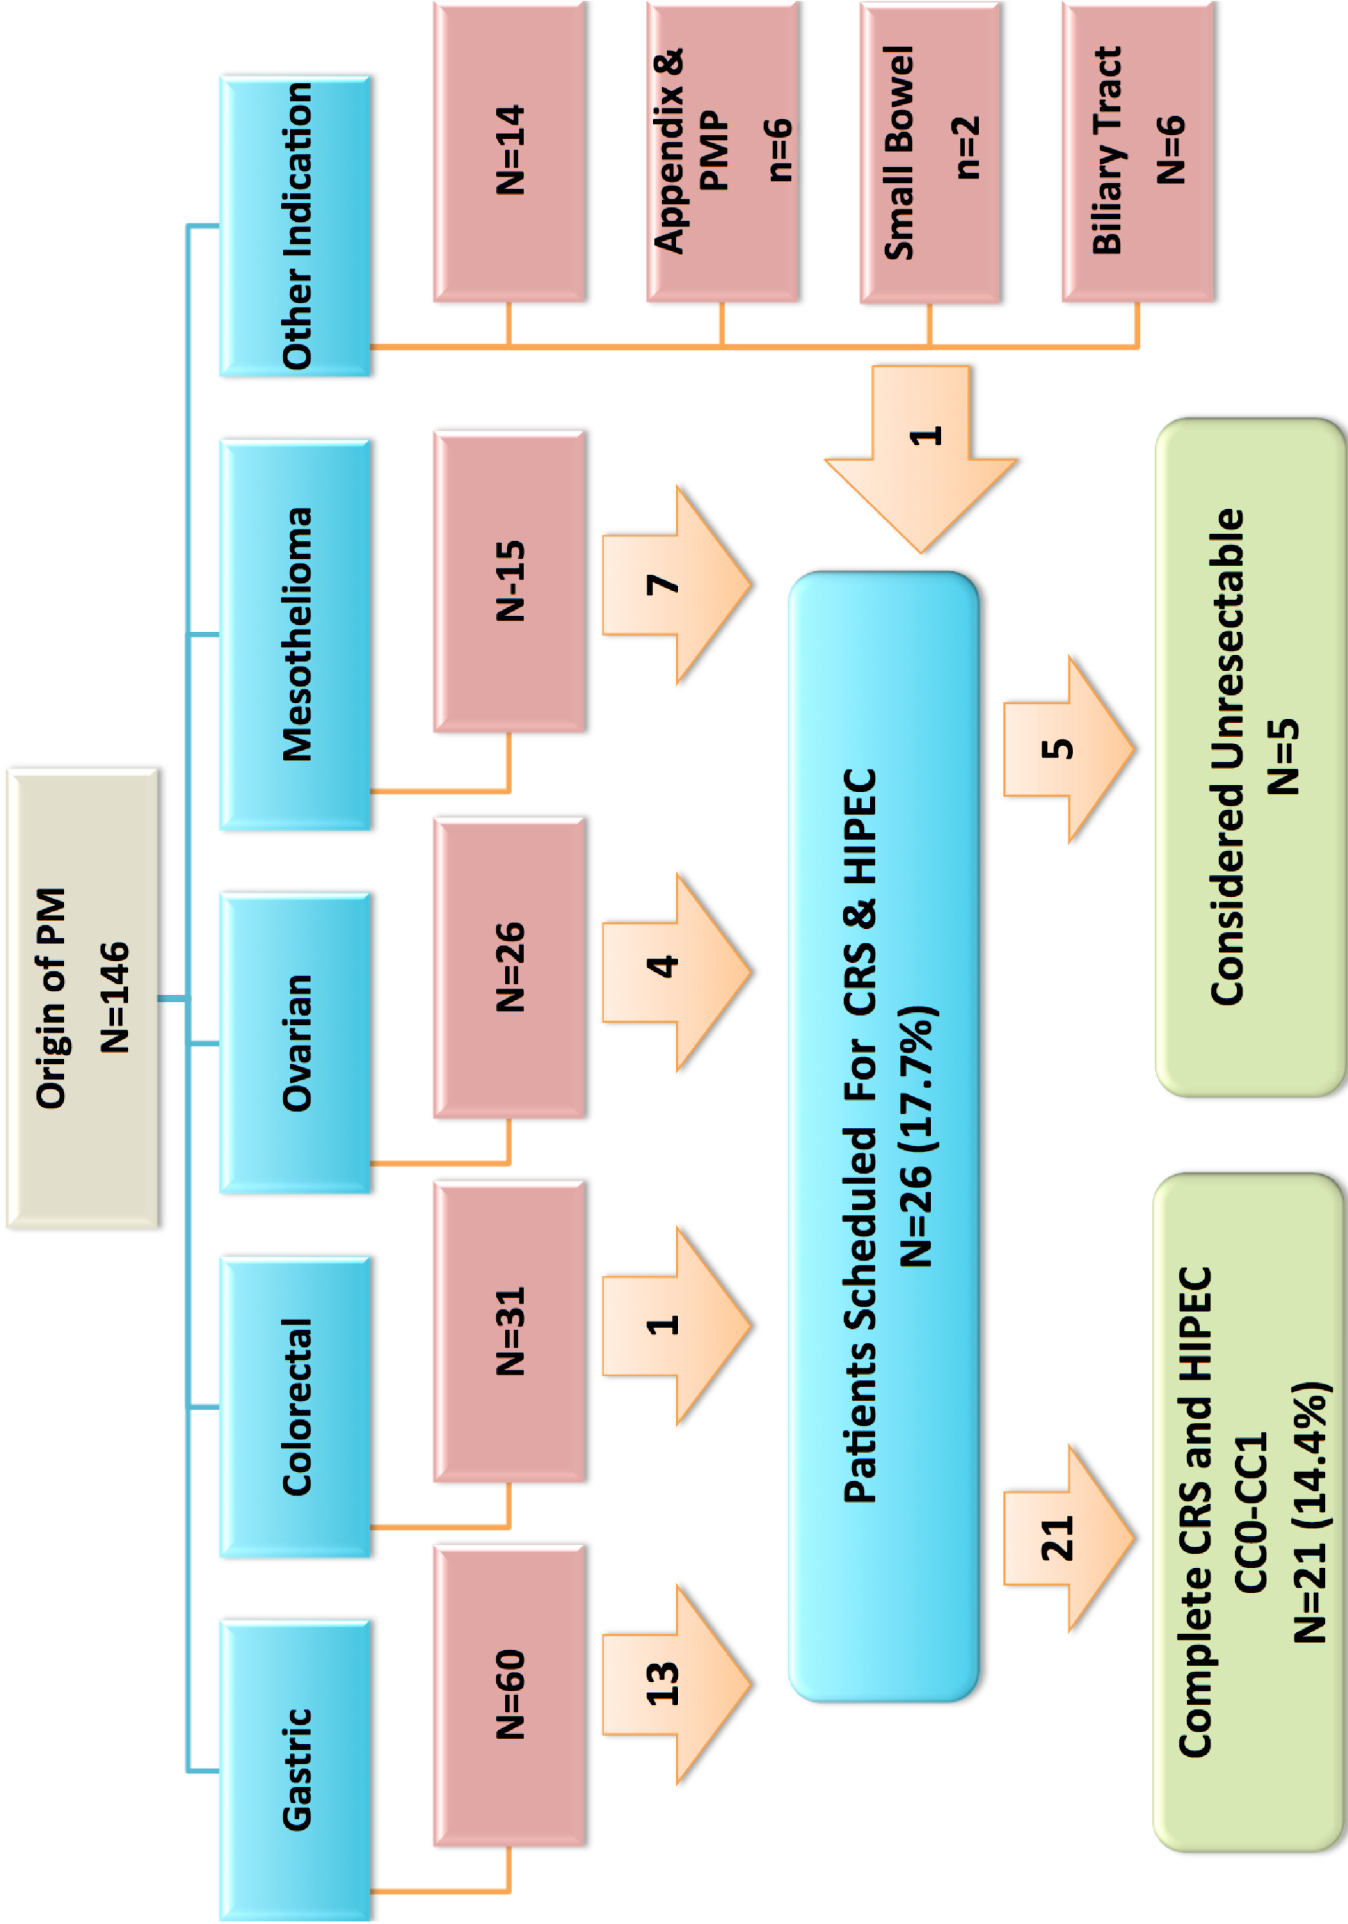 Origin of PM
N=146
Gastric
Colorectal
Ovarian
Mesothelioma
Other Indication
N=60
N=31
N=26
N-15
N=14
Appendix &
PMP
n=6
Small Bowel
n=2
Biliary Tract
N=6
13
1
4
7
1
Patients Scheduled For CRS & HIPEC
N=26 (17.7%)
21
5
Complete CRS and HIPEC
CC0-CC1
N=21 (14.4%)
Considered Unresectable
N=5